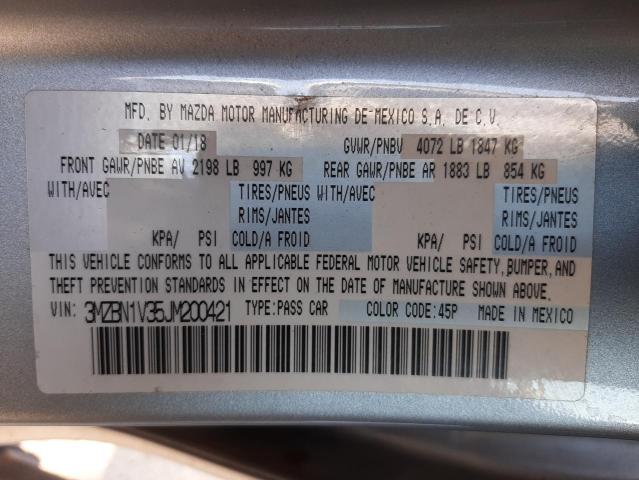 MFD. BY MAZDA MOTOR MANUFACTURING DE MEXICO S.A. DE C.V.
DATE 01/18 GVWR/PNBV 4072 LB 1847 KG
FRONT GAWR/PNBE AV 2198 LB 997 KG REAR GAWR/PNBE AR 1883 LB 854 KG
WITH/AVEC TIRES/PNEUS WITH/AVEC TIRES/PNEUS
RIMS/JANTES RIMS/JANTES
KPA/ PSI COLD/A FROID KPA/ PSI COLD/A FROID
THIS VEHICLE CONFORMS TO ALL APPLICABLE FEDERAL MOTOR VEHICLE SAFETY, BUMPER, AND
THEFT PREVENTION STANDARDS IN EFFECT ON THE DATE OF MANUFACTURE SHOWN ABOVE.
VIN: 3MZBN1V35JM200421 TYPE:PASS CAR COLOR CODE:45P MADE IN MEXICO